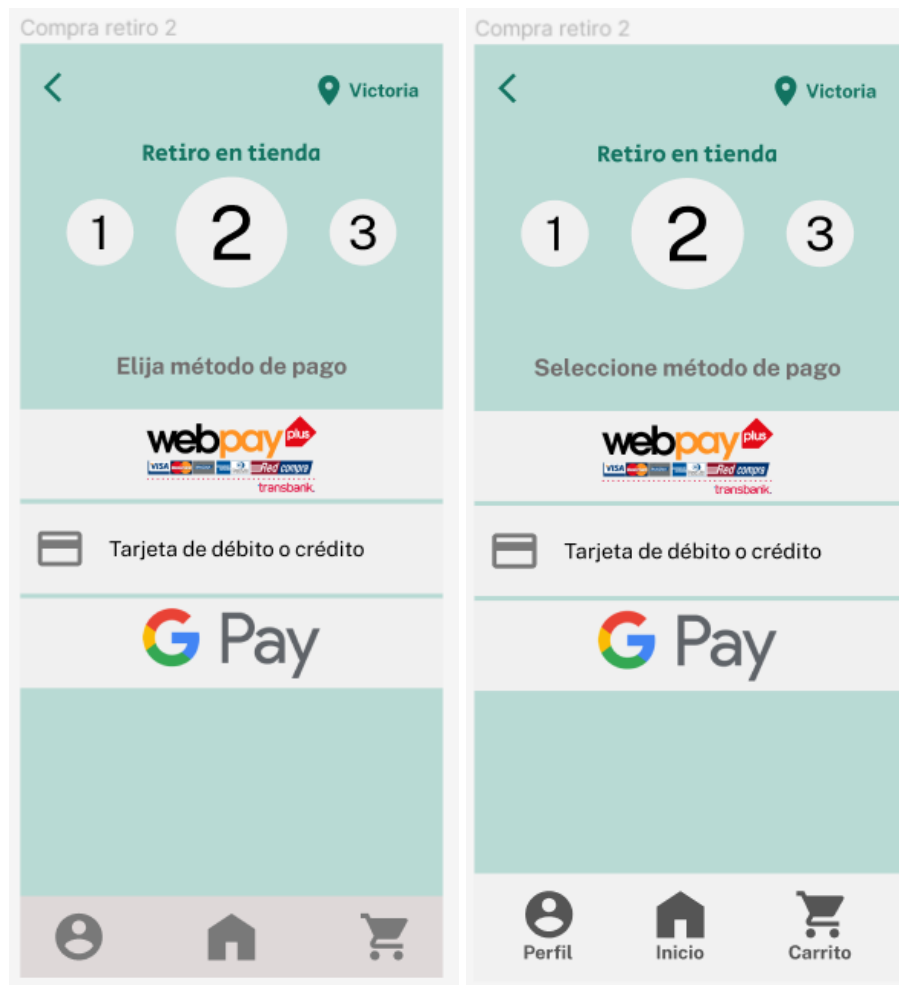 Compra retiro 2
Victoria
Retiro en tienda
1 2 3
Elija método de pago
webpay plus
VISA Red compra
transbank.
Tarjeta de débito o crédito
G Pay
Compra retiro 2
Victoria
Retiro en tienda
1 2 3
Seleccione método de pago
webpay plus
VISA Red compra
transbank.
Tarjeta de débito o crédito
G Pay
Perfil Inicio Carrito